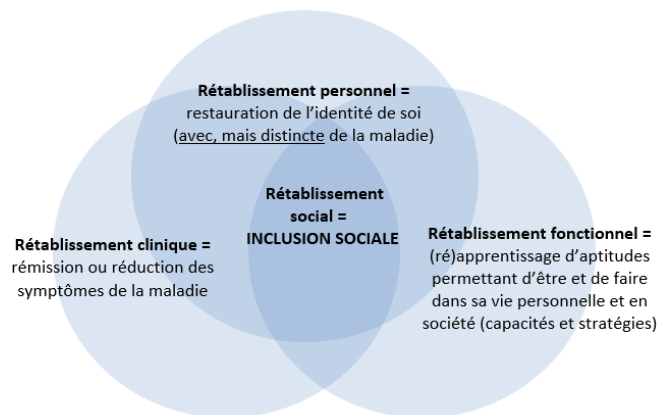 Rétablissement personnel =
restauration de l'identité de soi
(avec, mais distincte de la maladie)
Rétablissement
social =
INCLUSION SOCIALE
Rétablissement clinique =
rémission ou réduction des
symptômes de la maladie
Rétablissement fonctionnel =
(ré)apprentissage d'aptitudes
permettant d'être et de faire
dans sa vie personnelle et en
société (capacités et stratégies)